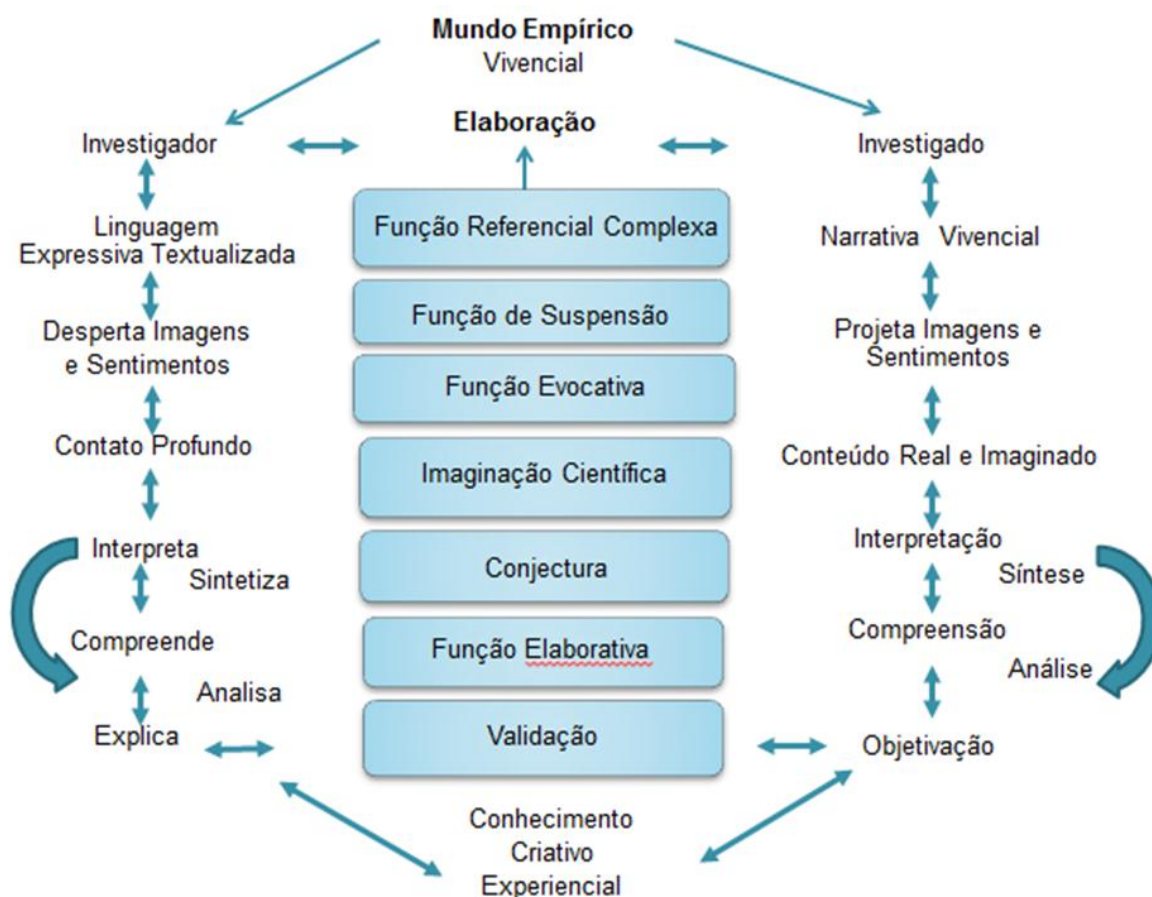 Mundo Empírico
Vivencial
Elaboração
Investigador
Investigado
Função Referencial Complexa
Linguagem
Expressiva Textualizada
Narrativa Vivencial
Função de Suspensão
Desperta Imagens
e Sentimentos
Projeta Imagens e
Sentimentos
Função Evocativa
Contato Profundo
Imaginação Científica
Conteúdo Real e Imaginado
Interpreta
Sintetiza
Conjectura
Interpretação
Síntese
Compreende
Função Elaborativa
Compreensão
Analisa
Análise
Explica
Validação
Objetivação
Conhecimento
Criativo
Experiencial